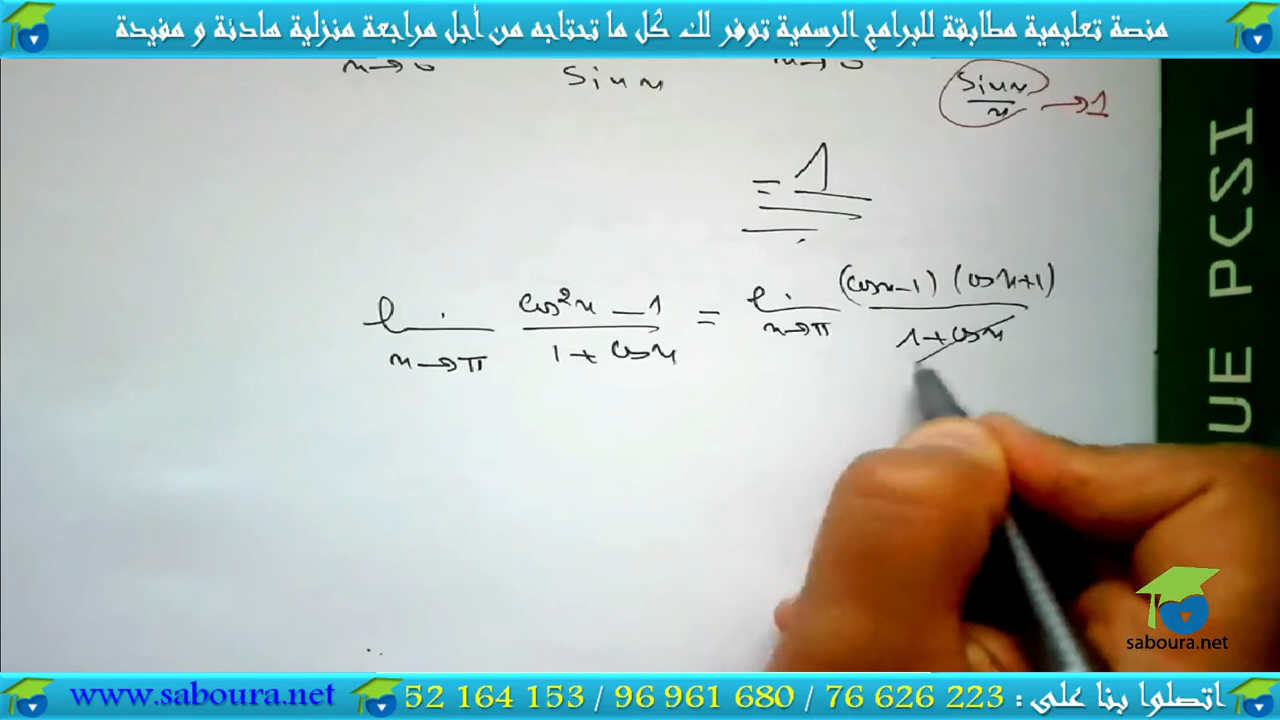 منصة تعليمية مطابقة للبرامج الرسمية توفر لك كل ما تحتاجه من أجل مراجعة منزلية هادئة و مفيدة
x→0 sin x x→0 sin x / x →1
= 1
lim x→π cos²x − 1 / 1 + cos x = lim x→π (cos x − 1) (cos x + 1) / 1 + cos x
UE PCSI
saboura.net
www.saboura.net 52 164 153 / 96 961 680 / 76 626 223 : اتصلوا بنا على